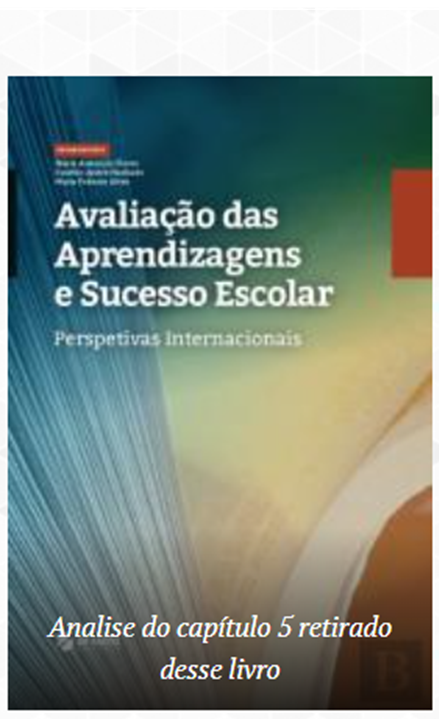 Avaliação das
Aprendizagens
e Sucesso Escolar
Perspetivas Internacionais
Analise do capítulo 5 retirado
desse livro
B